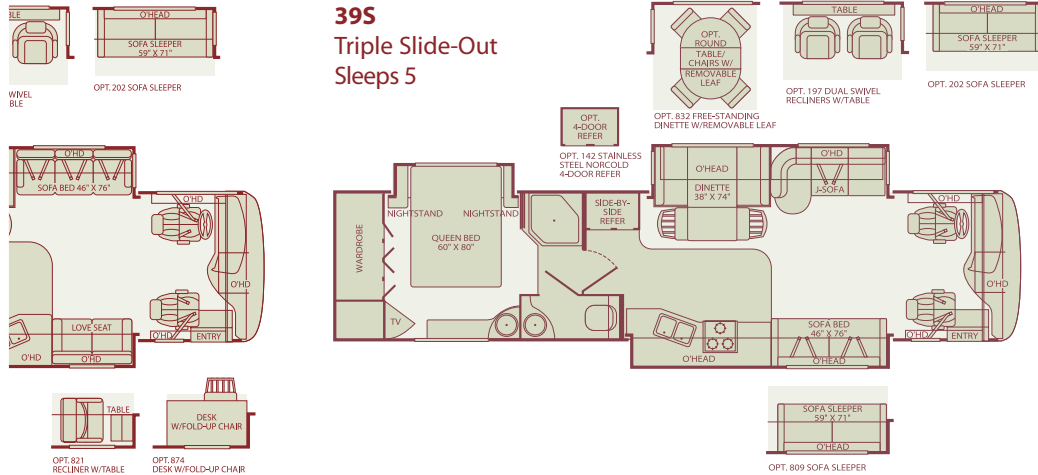 BLE
O'HEAD
SOFA SLEEPER
59" X 71"
WIVEL
BLE
OPT. 202 SOFA SLEEPER
O'HD
SOFA BED 46" X 76"
O'HD
O'HD
LOVE SEAT
O'HD
O'HD
O'HD
ENTRY
TABLE
OPT. 821
RECLINER W/TABLE
DESK
W/FOLD-UP CHAIR
OPT. 874
DESK W/FOLD-UP CHAIR
39S
Triple Slide-Out
Sleeps 5
OPT.
ROUND
TABLE/
CHAIRS W/
REMOVABLE
LEAF
OPT. 832 FREE-STANDING
DINETTE W/REMOVABLE LEAF
TABLE
OPT. 197 DUAL SWIVEL
RECLINERS W/TABLE
O'HEAD
SOFA SLEEPER
59" X 71"
OPT. 202 SOFA SLEEPER
OPT.
4-DOOR
REFER
OPT. 142 STAINLESS
STEEL NORCOLD
4-DOOR REFER
WARDROBE
NIGHTSTAND
NIGHTSTAND
QUEEN BED
60" X 80"
TV
SIDE-BY-
SIDE
REFER
O'HEAD
DINETTE
38" X 74"
O'HD
J-SOFA
O'HD
O'HD
SOFA BED
46" X 76"
O'HEAD
O'HEAD
O'HD
ENTRY
SOFA SLEEPER
59" X 71"
O'HEAD
OPT. 809 SOFA SLEEPER